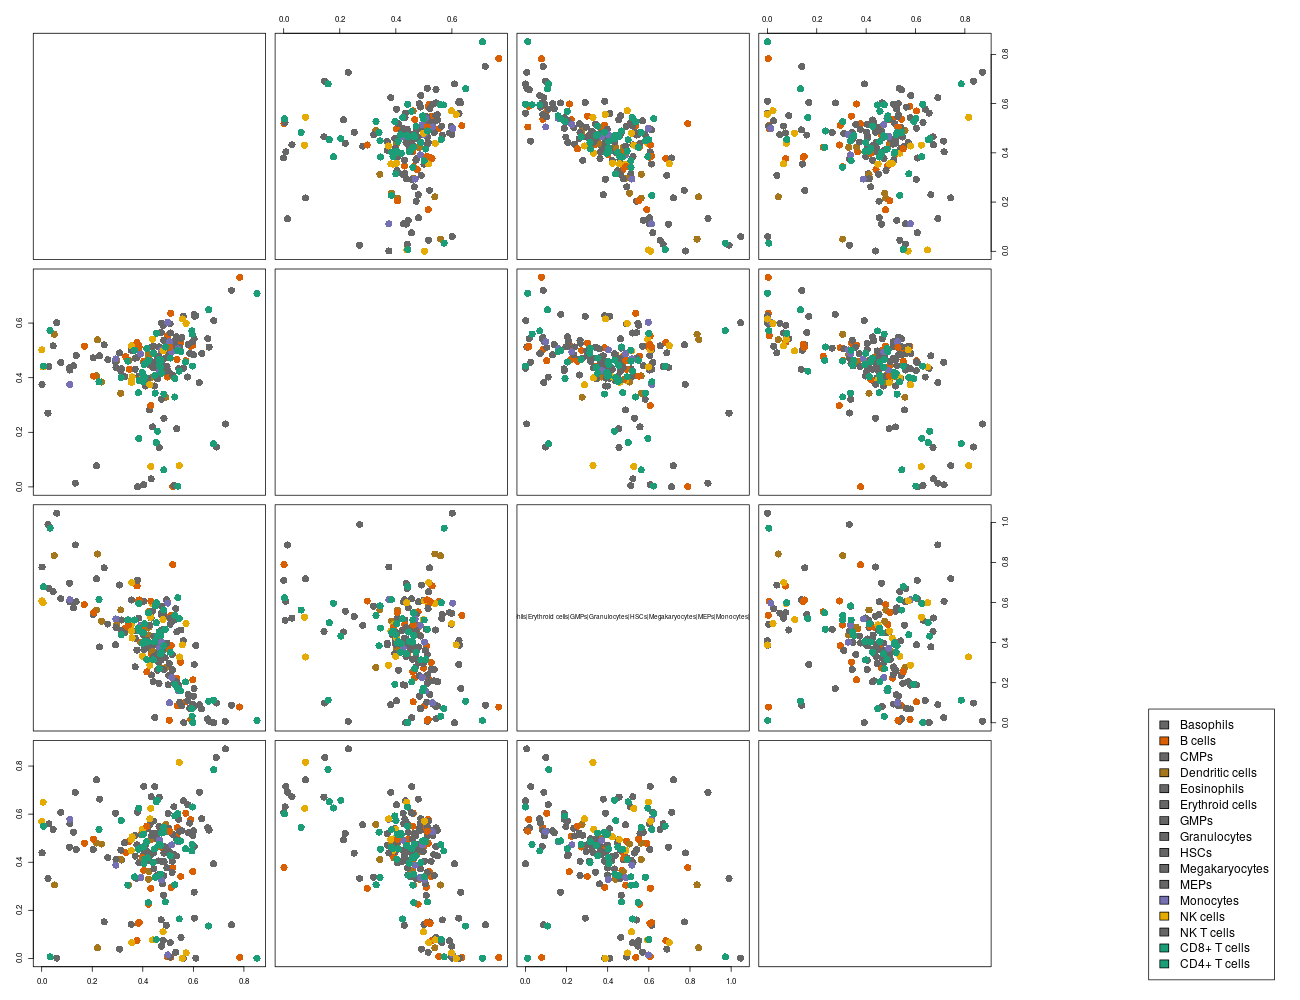 0.0 0.2 0.4 0.6
0.0 0.2 0.4 0.6 0.8
0.0 0.2 0.4 0.6 0.8
0.0 0.2 0.4 0.6
0.0 0.2 0.4 0.6 0.8 1.0
hils|Erythroid cells|GMPs|Granulocytes|HSCs|Megakaryocytes|MEPs|Monocytes|
0.0 0.2 0.4 0.6 0.8
0.0 0.2 0.4 0.6 0.8
0.0 0.2 0.4 0.6 0.8 1.0
Basophils
B cells
CMPs
Dendritic cells
Eosinophils
Erythroid cells
GMPs
Granulocytes
HSCs
Megakaryocytes
MEPs
Monocytes
NK cells
NK T cells
CD8+ T cells
CD4+ T cells